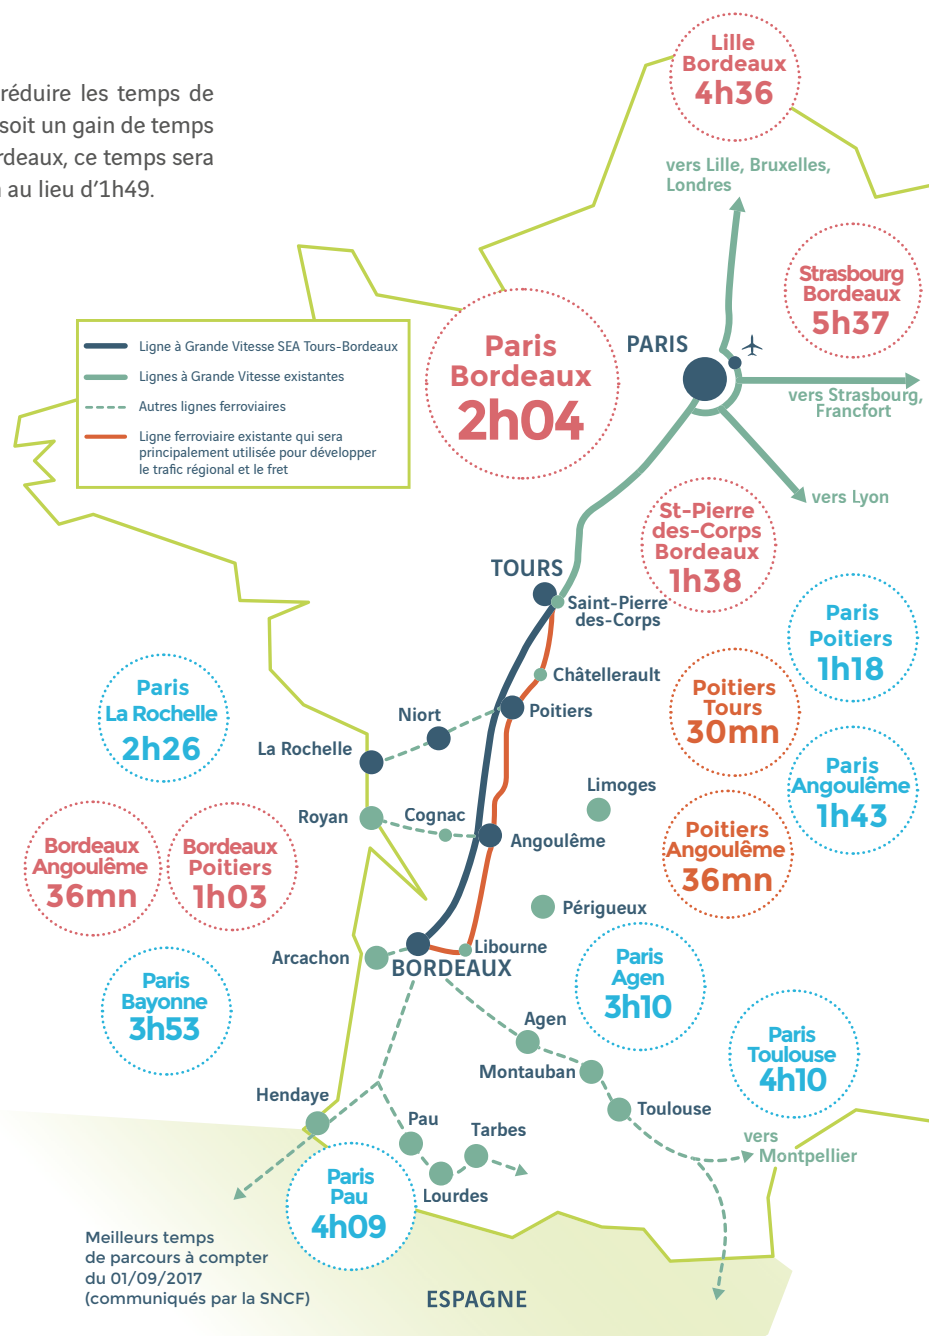 Lille
Bordeaux
4h36
réduire les temps de
soit un gain de temps
rdeaux, ce temps sera
au lieu d'1h49.
vers Lille, Bruxelles,
Londres
Strasbourg
Bordeaux
5h37
Paris
Bordeaux
2h04
PARIS
Ligne à Grande Vitesse SEA Tours-Bordeaux
Lignes à Grande Vitesse existantes
Autres lignes ferroviaires
Ligne ferroviaire existante qui sera
principalement utilisée pour développer
le trafic régional et le fret
vers Strasbourg,
Francfort
vers Lyon
St-Pierre
des-Corps
Bordeaux
1h38
TOURS
Saint-Pierre
des-Corps
Paris
Poitiers
1h18
Châtellerault
Paris
La Rochelle
2h26
Poitiers
Tours
30mn
Niort
Poitiers
La Rochelle
Paris
Angoulême
1h43
Limoges
Royan
Cognac
Angoulême
Poitiers
Angoulême
36mn
Bordeaux
Angoulême
36mn
Bordeaux
Poitiers
1h03
Périgueux
Libourne
Arcachon
BORDEAUX
Paris
Agen
3h10
Paris
Bayonne
3h53
Agen
Paris
Toulouse
4h10
Montauban
Hendaye
Toulouse
Pau
Tarbes
vers
Montpellier
Lourdes
Paris
Pau
4h09
Meilleurs temps
de parcours à compter
du 01/09/2017
(communiqués par la SNCF)
ESPAGNE